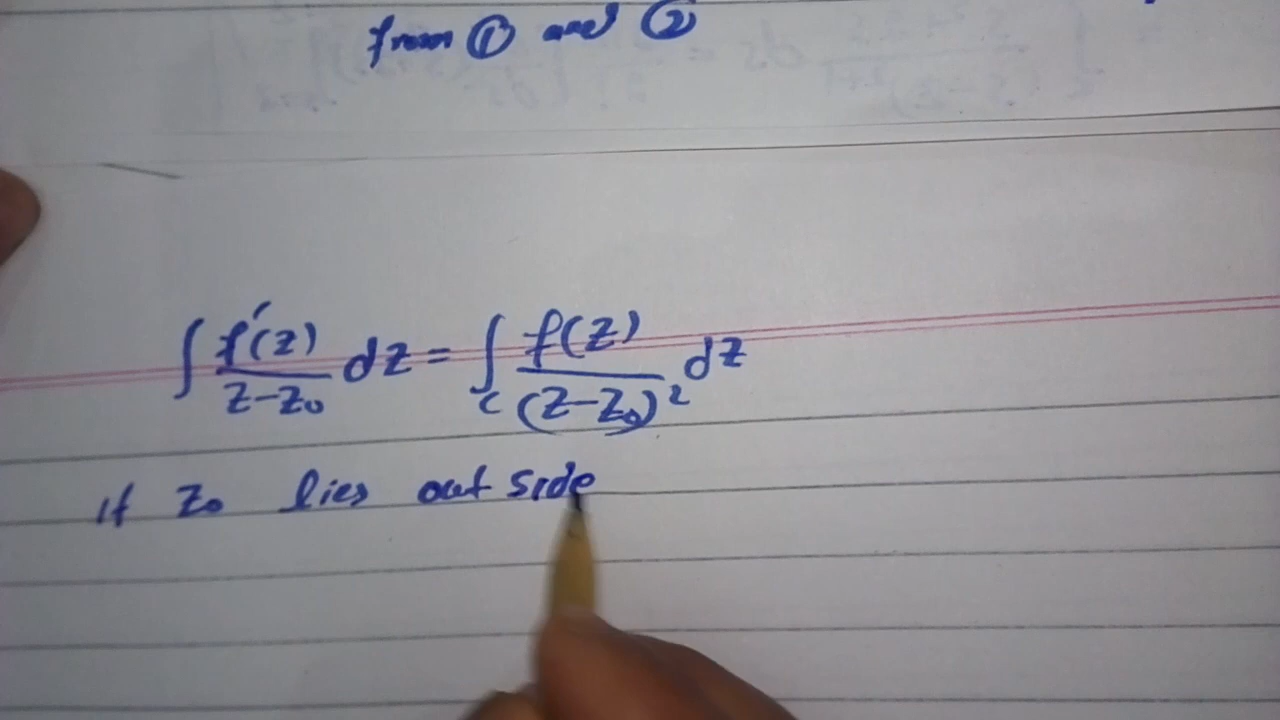 from ① and ②
∫ f'(z)/(z-z₀) dz = ∫_C f(z)/(z-z₀)² dz
if z₀ lies out side